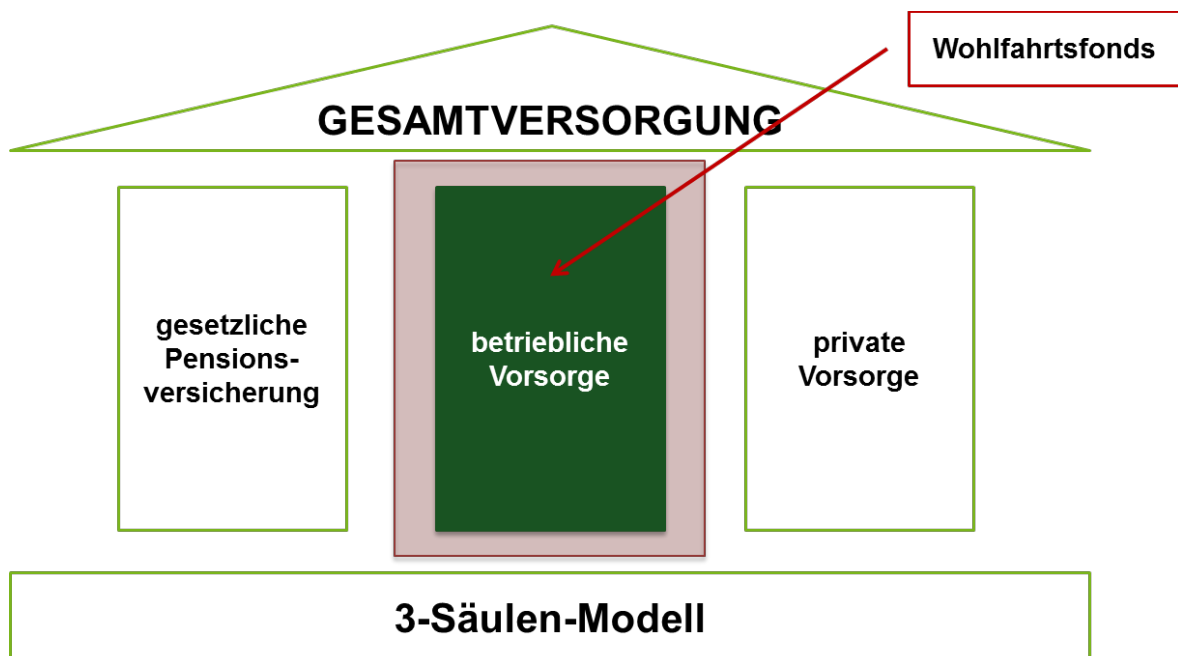 Wohlfahrtsfonds
GESAMTVERSORGUNG
gesetzliche
Pensions-
versicherung
betriebliche
Vorsorge
private
Vorsorge
3-Säulen-Modell